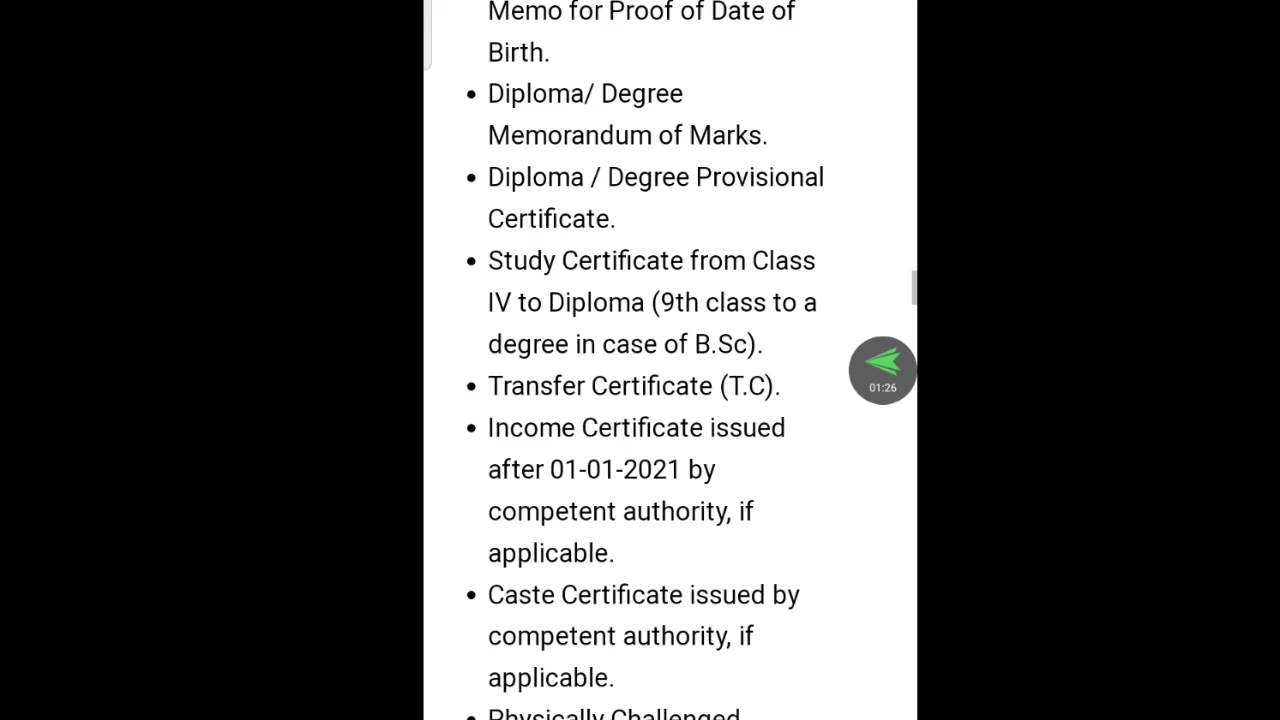 Memo for Proof of Date of
Birth.
• Diploma/ Degree
Memorandum of Marks.
• Diploma / Degree Provisional
Certificate.
• Study Certificate from Class
IV to Diploma (9th class to a
degree in case of B.Sc).
• Transfer Certificate (T.C).
• Income Certificate issued
after 01-01-2021 by
competent authority, if
applicable.
• Caste Certificate issued by
competent authority, if
applicable.
• Physically Challenged
01:26